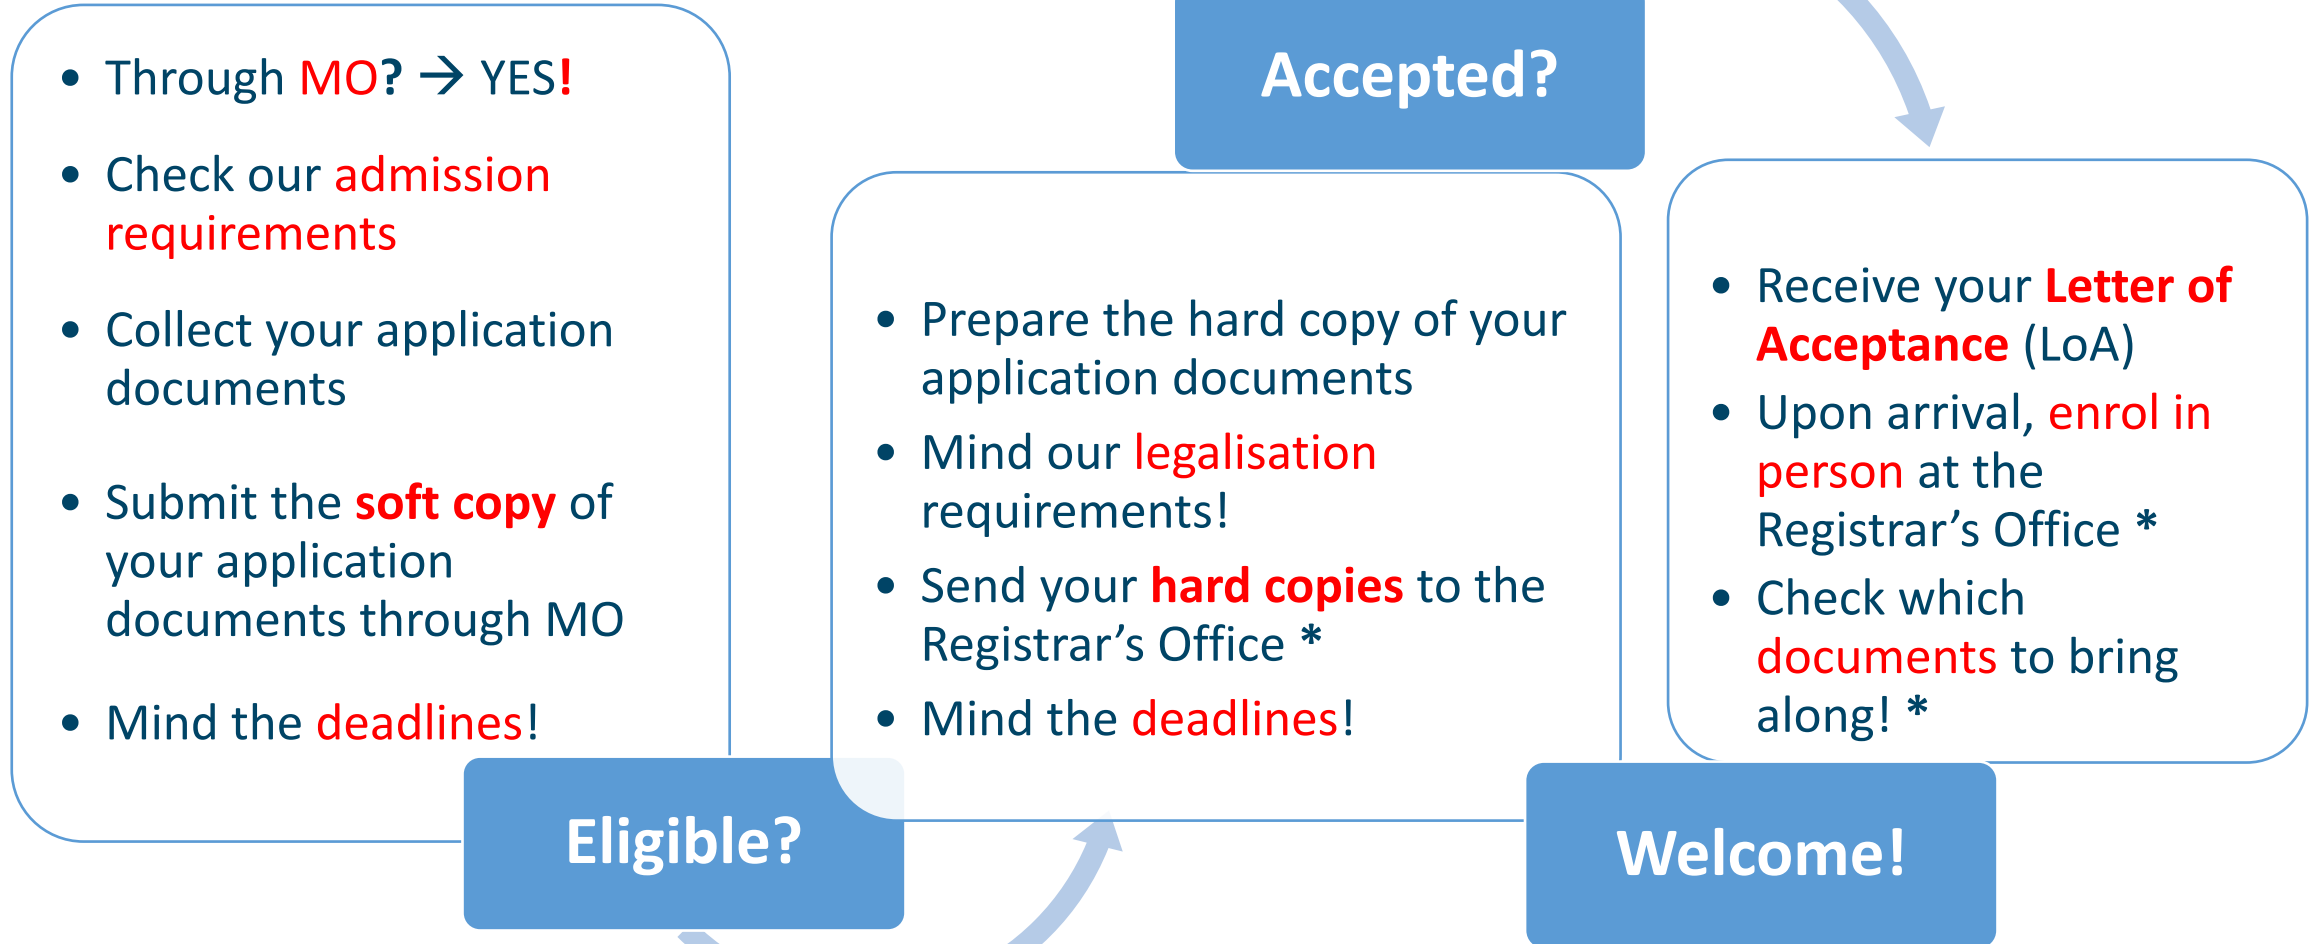 • Through MO? → YES!
• Check our admission
requirements
• Collect your application
documents
• Submit the soft copy of
your application
documents through MO
• Mind the deadlines!
Eligible?
Accepted?
• Prepare the hard copy of your
application documents
• Mind our legalisation
requirements!
• Send your hard copies to the
Registrar’s Office *
• Mind the deadlines!
• Receive your Letter of
Acceptance (LoA)
• Upon arrival, enrol in
person at the
Registrar’s Office *
• Check which
documents to bring
along! *
Welcome!